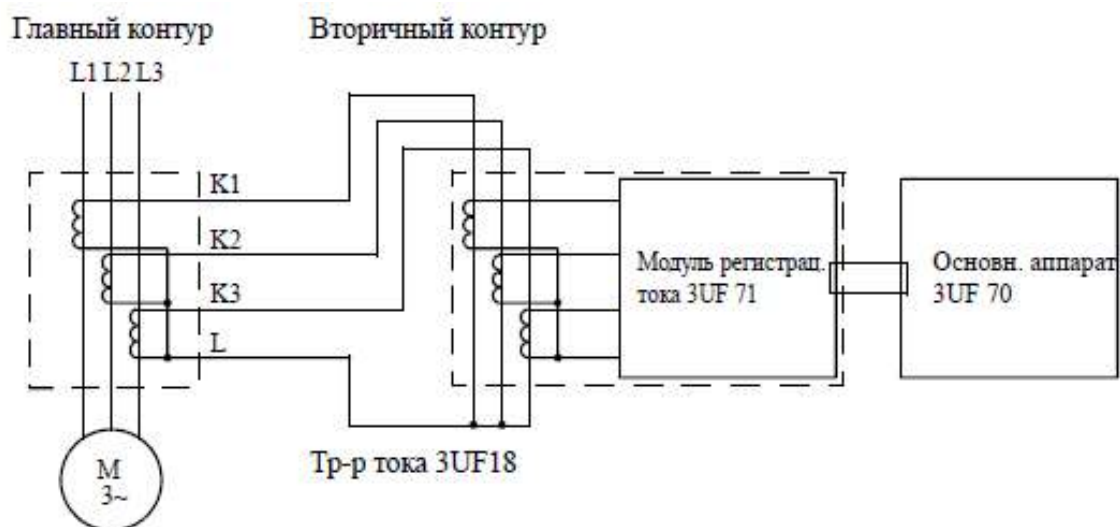 Главный контур
Вторичный контур
L1 L2 L3
K1
K2
K3
L
Модуль регистрац.
тока 3UF 71
Основн. аппарат
3UF 70
Тр-р тока 3UF18
M
3~